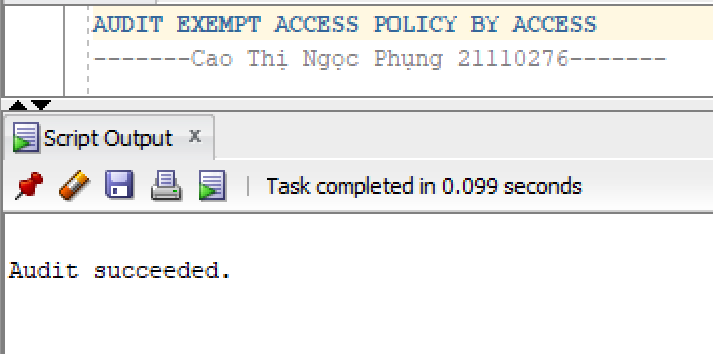 AUDIT EXEMPT ACCESS POLICY BY ACCESS
-------Cao Thị Ngọc Phụng 21110276-------
Script Output x
Task completed in 0.099 seconds
Audit succeeded.